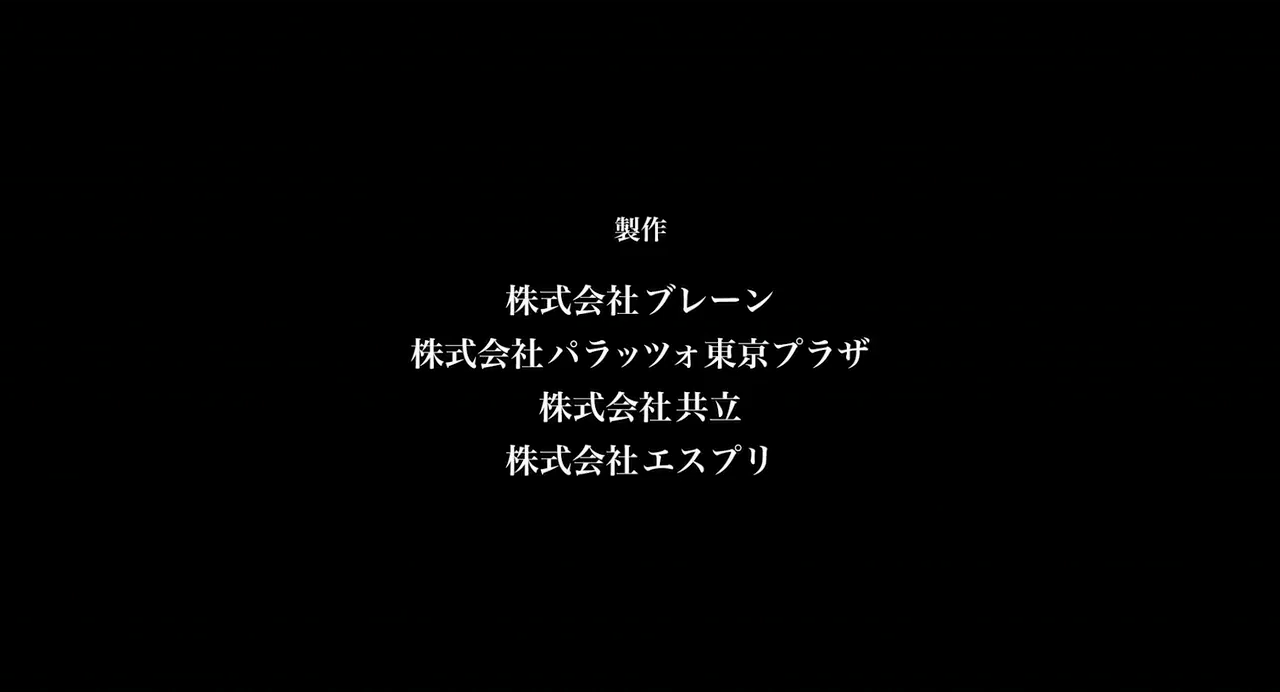 製作
株式会社ブレーン
株式会社パラッツォ東京プラザ
株式会社共立
株式会社エスプリ